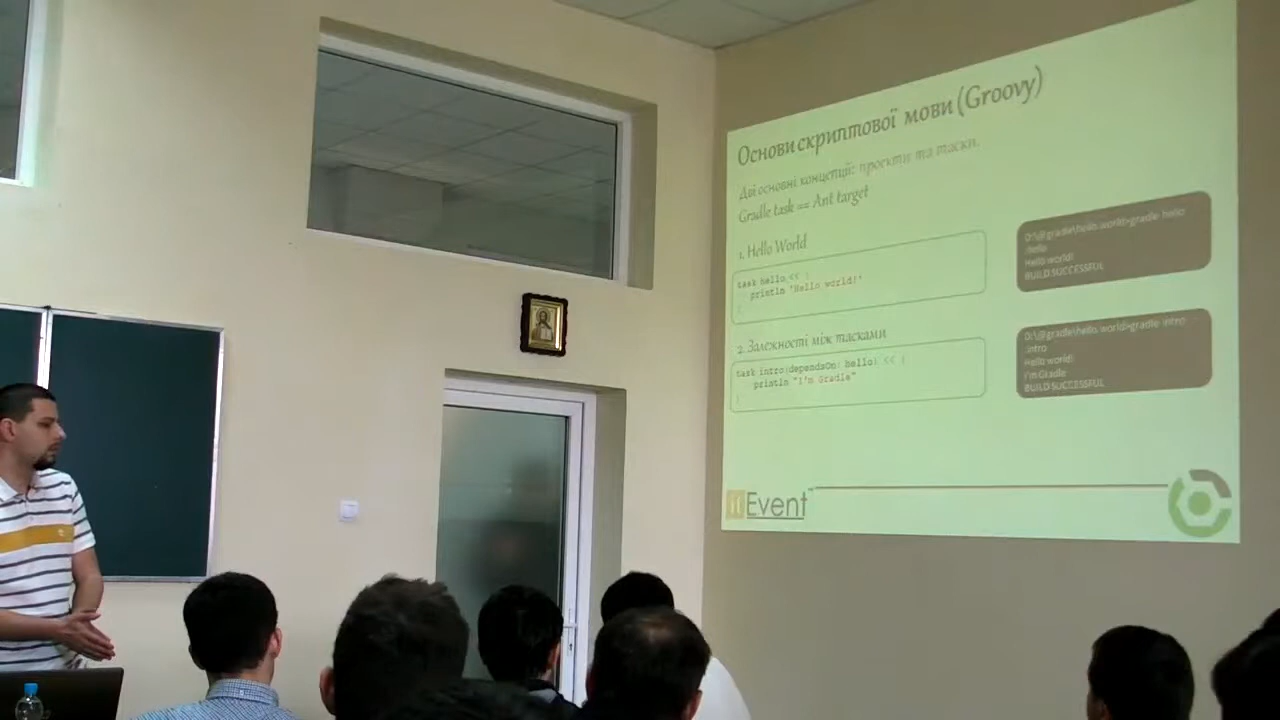 Основи скриптової мови (Groovy)
Дві основні концепції: проекти та таски.
Gradle task == Ant target
1. Hello World
task hello << {
println 'Hello world!'
}
D:\@gradle\hello.world>gradle hello
:hello
Hello world!
BUILD SUCCESSFUL
2. Залежності між тасками
task intro(dependsOn: hello) << {
println "I'm Gradle"
}
D:\@gradle\hello.world>gradle intro
:intro
Hello world!
I'm Gradle
BUILD SUCCESSFUL
itEvent